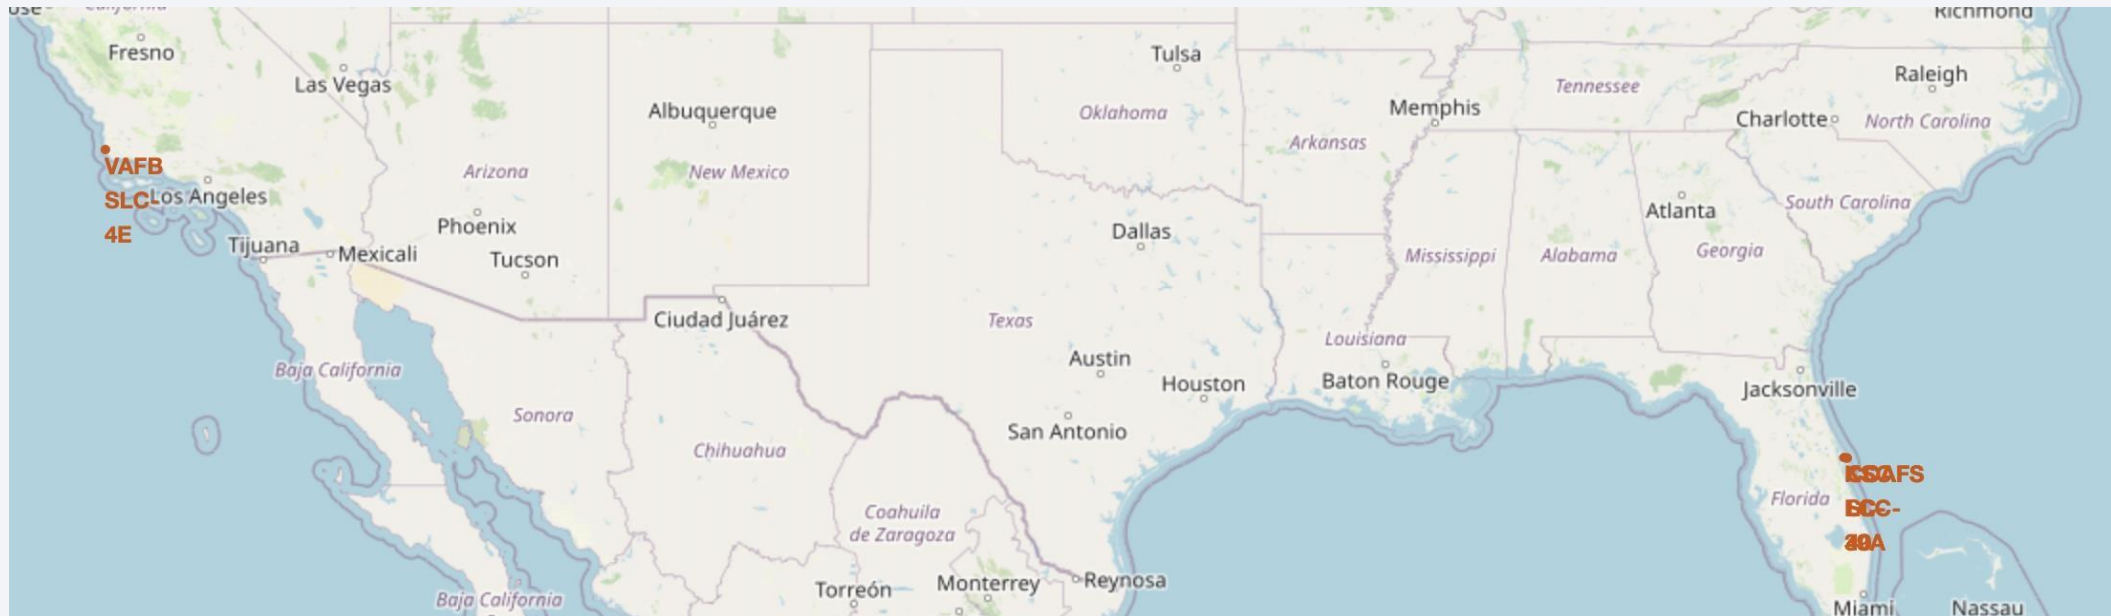 California
Richmond
Fresno
Tulsa
Las Vegas
Raleigh
Tennessee
Albuquerque
Oklahoma
Memphis
Charlotte
North Carolina
Arkansas
VAFB
SLC-
4E
Arizona
New Mexico
Los Angeles
South Carolina
Atlanta
Phoenix
Dallas
Tijuana
Mexicali
Tucson
Mississippi
Alabama
Georgia
Ciudad Juárez
Texas
Louisiana
Austin
Baja California
Houston
Baton Rouge
Jacksonville
Sonora
San Antonio
Chihuahua
Florida
Coahuila
de Zaragoza
Torreón
Monterrey
Reynosa
Baja California
Miami
Nassau